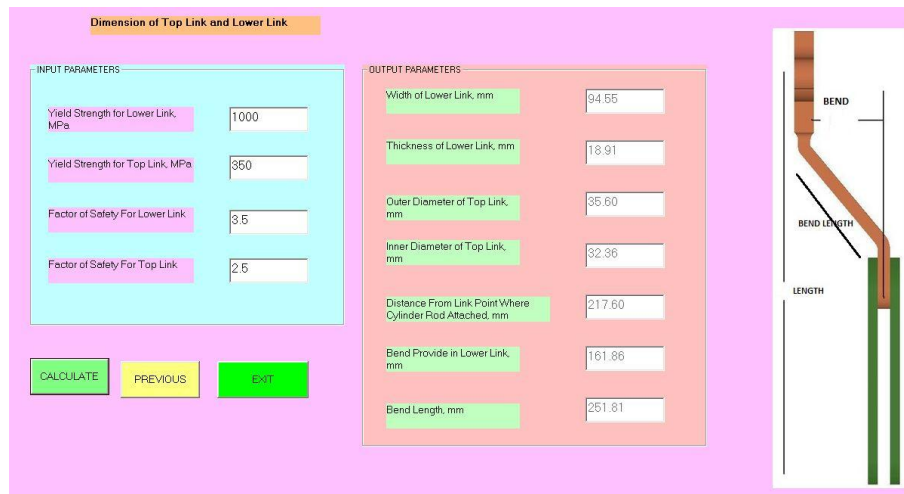 Dimension of Top Link and Lower Link
INPUT PARAMETERS
Yield Strength for Lower Link,
MPa
1000
Yield Strength for Top Link, MPa
350
Factor of Safety For Lower Link
3.5
Factor of Safety For Top Link
2.5
CALCULATE
PREVIOUS
EXIT
OUTPUT PARAMETERS
Width of Lower Link, mm
94.55
Thickness of Lower Link, mm
18.91
Outer Diameter of Top Link,
mm
35.60
Inner Diameter of Top Link,
mm
32.36
Distance From Link Point Where
Cylinder Rod Attached, mm
217.60
Bend Provide in Lower Link,
mm
161.86
Bend Length, mm
251.81
BEND
BEND LENGTH
LENGTH